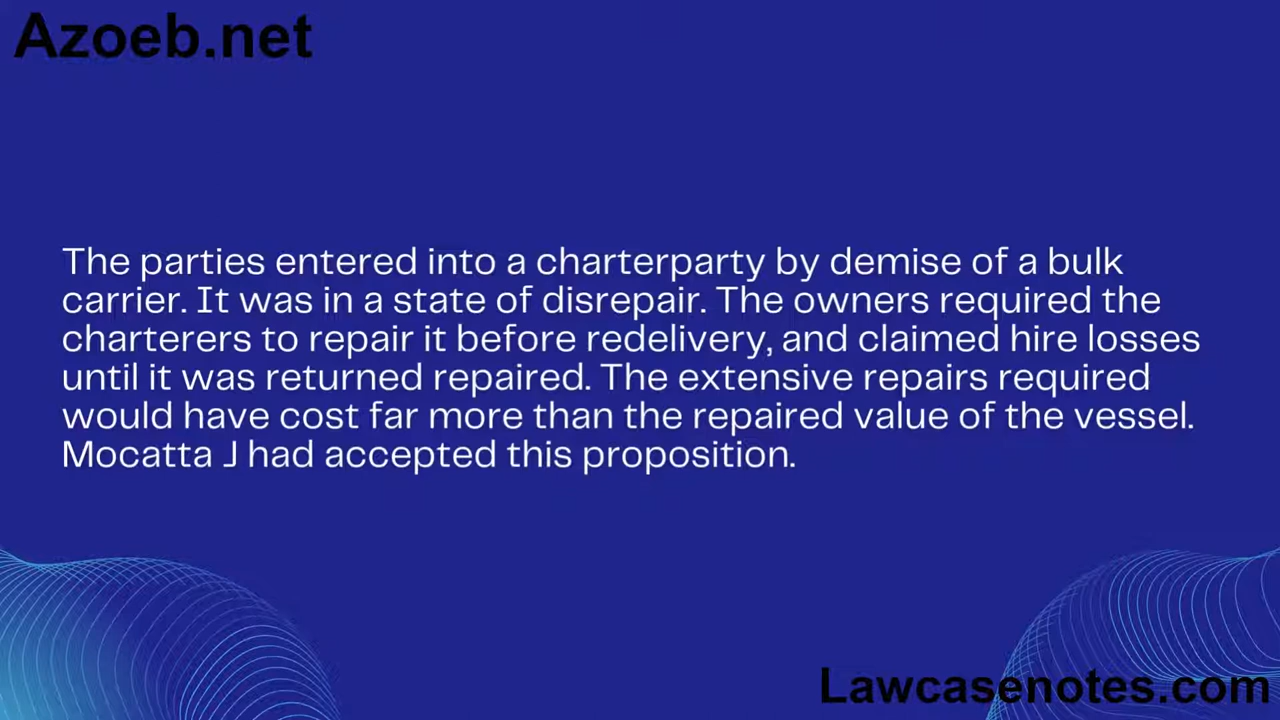 Azoeb.net
The parties entered into a charterparty by demise of a bulk
carrier. It was in a state of disrepair. The owners required the
charterers to repair it before redelivery, and claimed hire losses
until it was returned repaired. The extensive repairs required
would have cost far more than the repaired value of the vessel.
Mocatta J had accepted this proposition.
Lawcasenotes.com